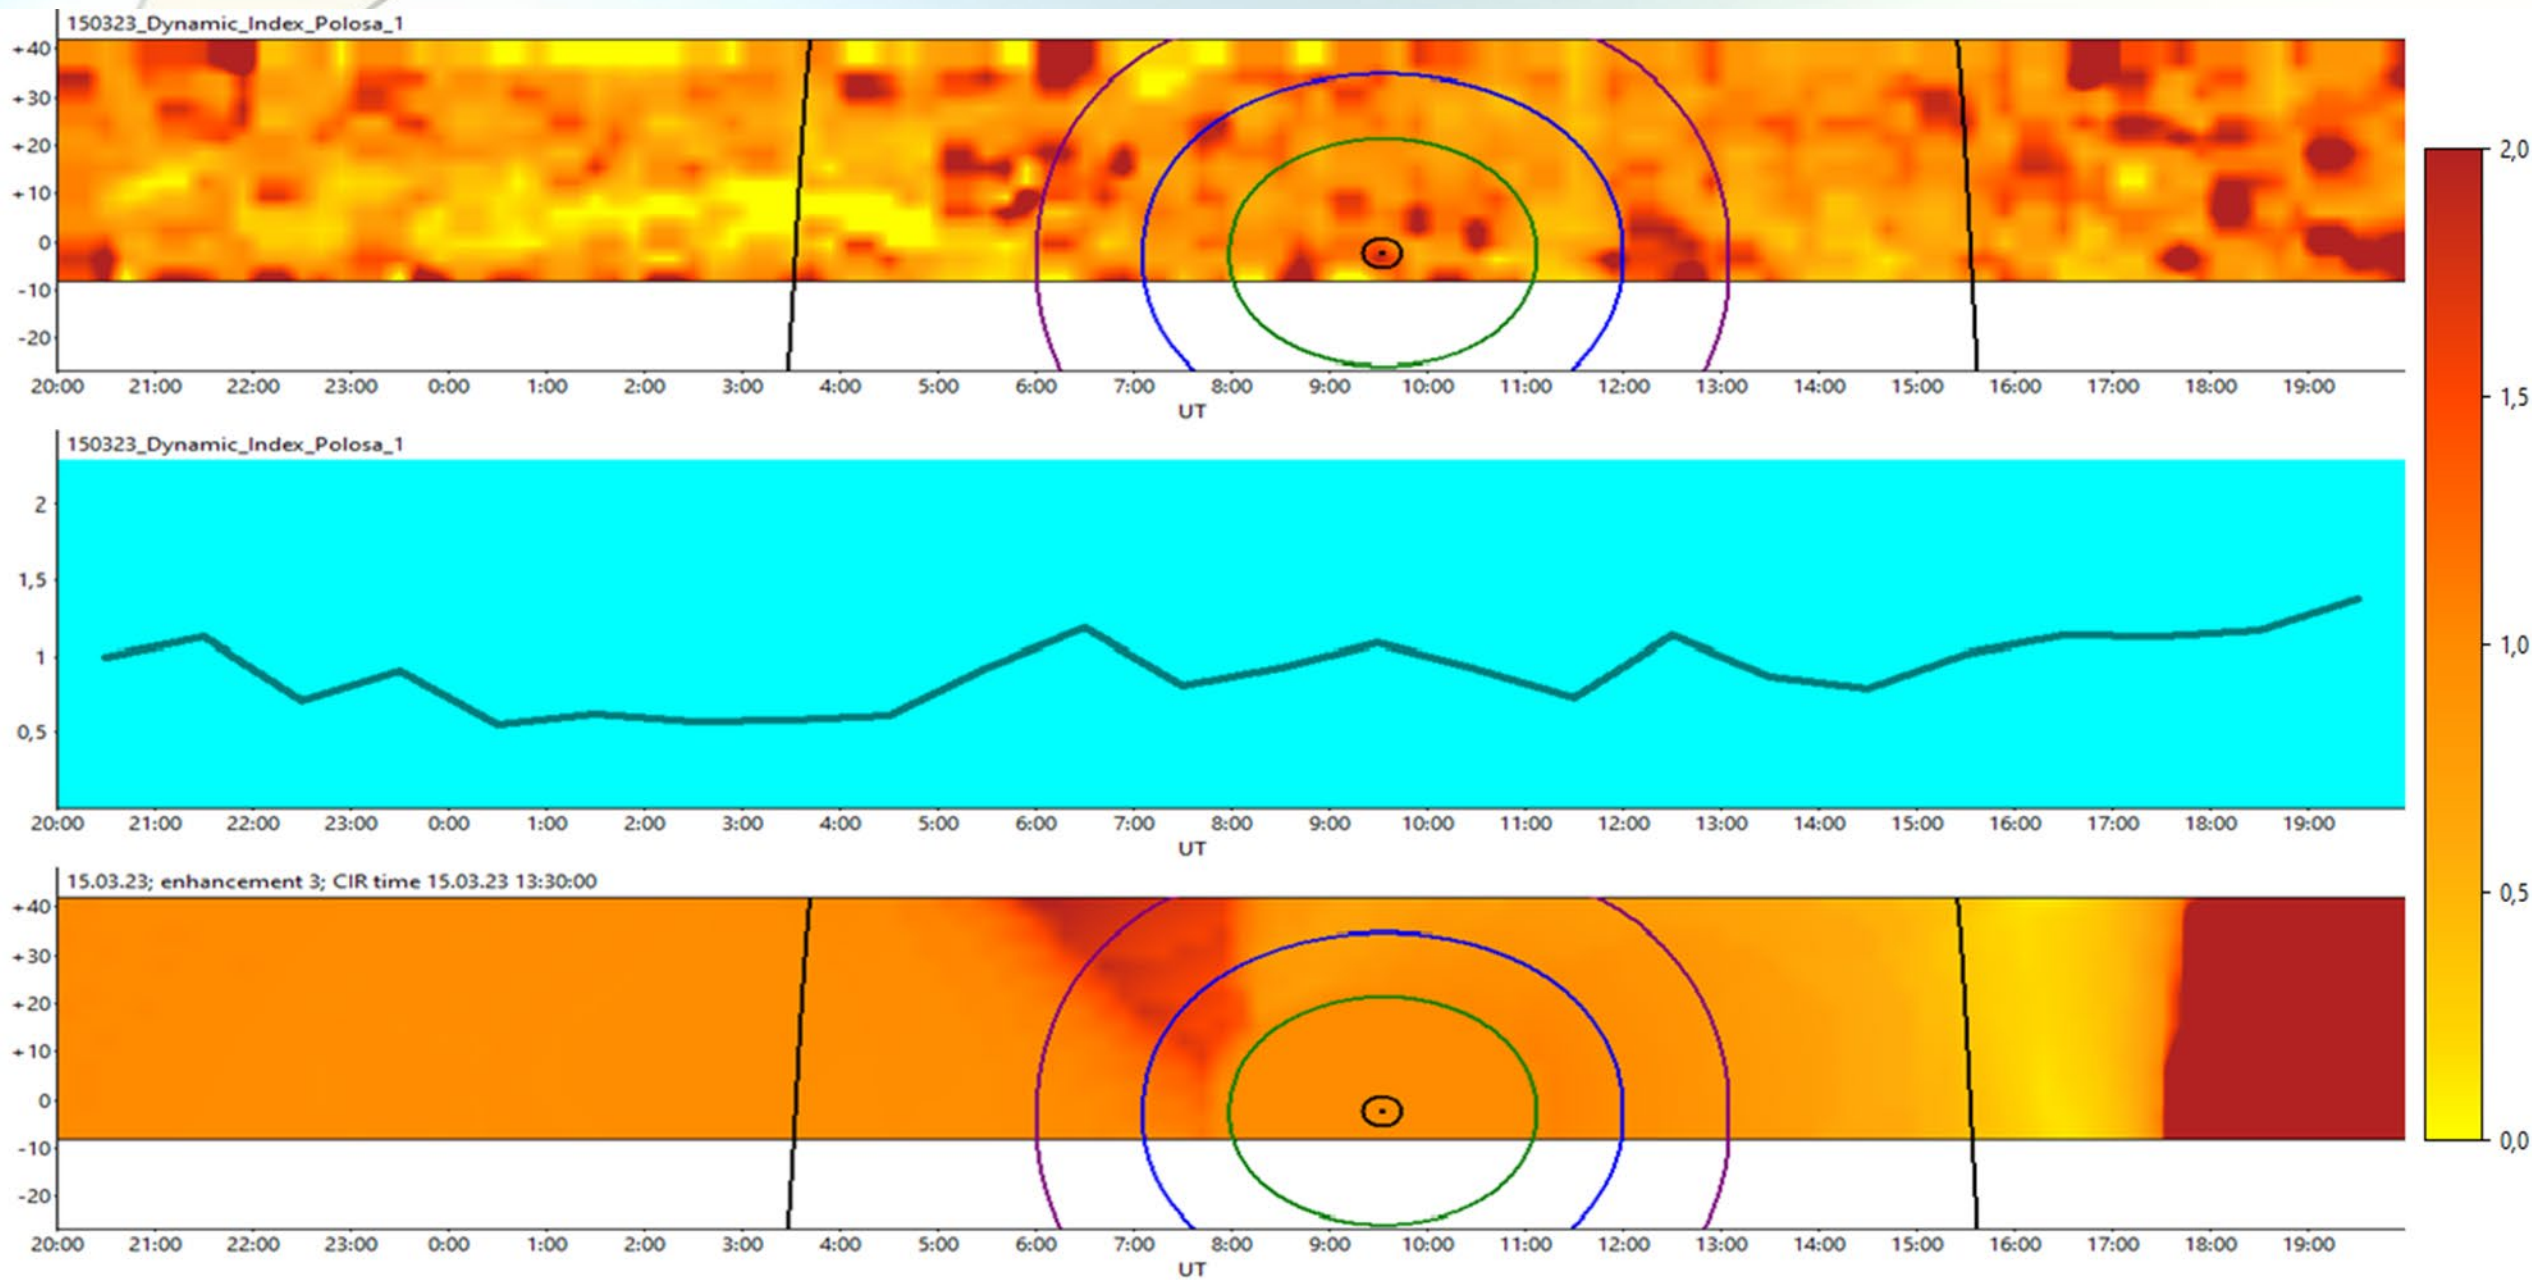 150323_Dynamic_Index_Polosa_1
+40
+30
+20
+10
0
-10
-20
20:00 21:00 22:00 23:00 0:00 1:00 2:00 3:00 4:00 5:00 6:00 7:00 8:00 9:00 10:00 11:00 12:00 13:00 14:00 15:00 16:00 17:00 18:00 19:00
UT
150323_Dynamic_Index_Polosa_1
2
1,5
1
0,5
20:00 21:00 22:00 23:00 0:00 1:00 2:00 3:00 4:00 5:00 6:00 7:00 8:00 9:00 10:00 11:00 12:00 13:00 14:00 15:00 16:00 17:00 18:00 19:00
UT
15.03.23; enhancement 3; CIR time 15.03.23 13:30:00
+40
+30
+20
+10
0
-10
-20
20:00 21:00 22:00 23:00 0:00 1:00 2:00 3:00 4:00 5:00 6:00 7:00 8:00 9:00 10:00 11:00 12:00 13:00 14:00 15:00 16:00 17:00 18:00 19:00
UT
2,0
1,5
1,0
0,5
0,0